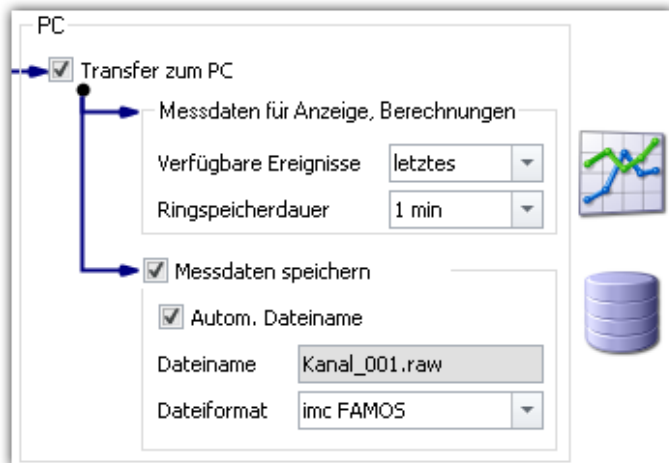 PC
Transfer zum PC
Messdaten für Anzeige, Berechnungen
Verfügbare Ereignisse letztes
Ringspeicherdauer 1 min
Messdaten speichern
Autom. Dateiname
Dateiname Kanal_001.raw
Dateiformat imc FAMOS